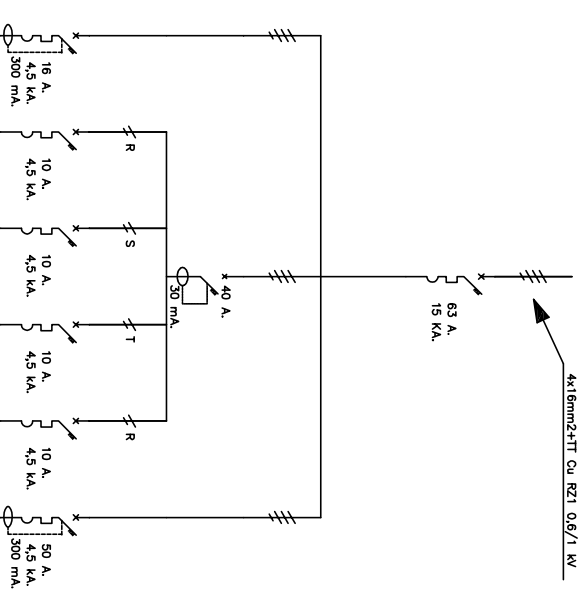 4x16mm2+TT Cu RZ1 0,6/1 kV
63 A.
15 KA.
40 A.
30 mA.
R
S
T
R
16 A.
4,5 kA.
300 mA.
10 A.
4,5 kA.
10 A.
4,5 kA.
10 A.
4,5 kA.
10 A.
4,5 kA.
50 A.
4,5 kA.
300 mA.